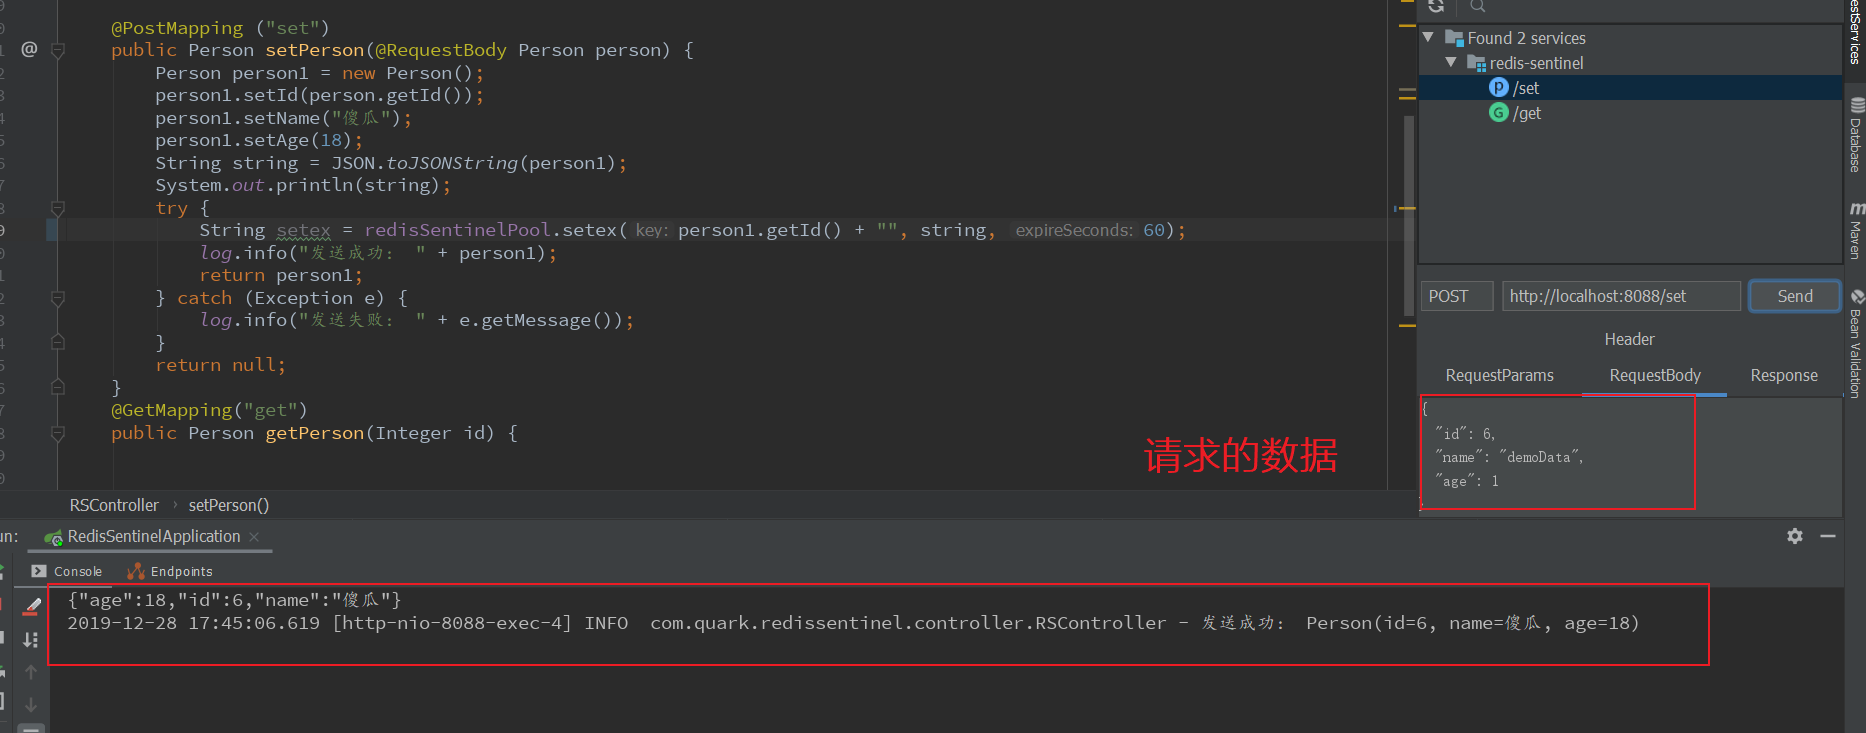 @PostMapping ("set")
public Person setPerson(@RequestBody Person person) {
Person person1 = new Person();
person1.setId(person.getId());
person1.setName("傻瓜");
person1.setAge(18);
String string = JSON.toJSONString(person1);
System.out.println(string);
try {
String setex = redisSentinelPool.setex( key: person1.getId() + "", string, expireSeconds: 60);
log.info("发送成功： " + person1);
return person1;
} catch (Exception e) {
log.info("发送失败： " + e.getMessage());
}
return null;
}
@GetMapping("get")
public Person getPerson(Integer id) {
请求的数据
RSController › setPerson()
Found 2 services
redis-sentinel
/set
/get
POST http://localhost:8088/set Send
Header
RequestParams RequestBody Response
{
"id": 6,
"name": "demoData",
"age": 1
Database
Maven
Bean Validation
RedisSentinelApplication
Console Endpoints
{"age":18,"id":6,"name":"傻瓜"}
2019-12-28 17:45:06.619 [http-nio-8088-exec-4] INFO com.quark.redissentinel.controller.RSController - 发送成功： Person(id=6, name=傻瓜, age=18)